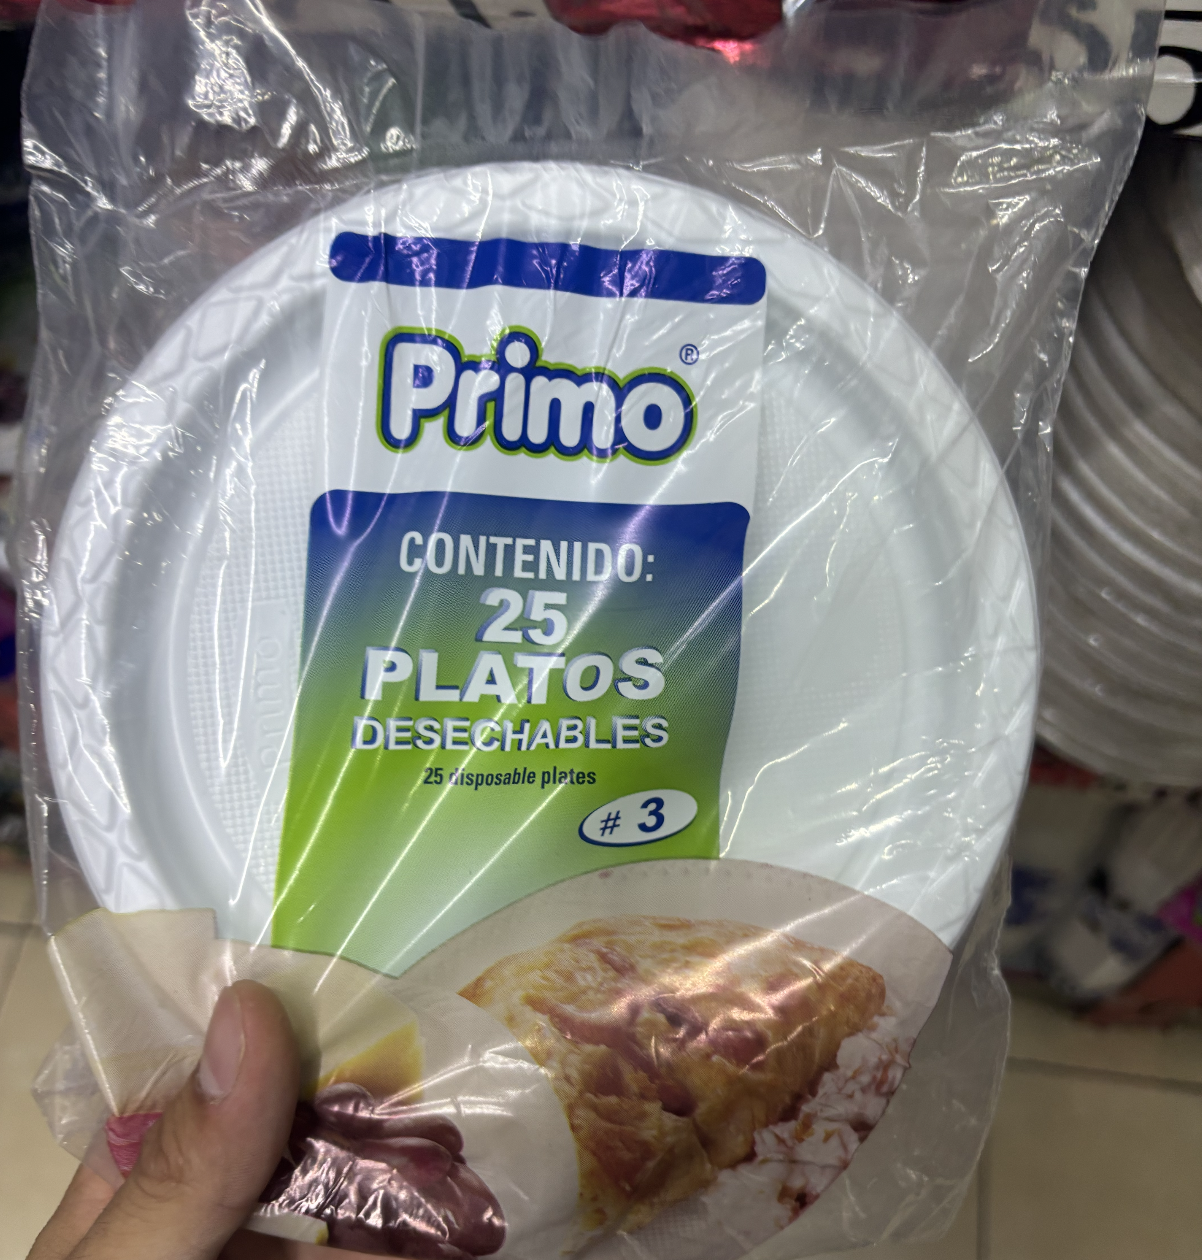 Primo®
CONTENIDO:
25
PLATOS
DESECHABLES
25 disposable plates
# 3